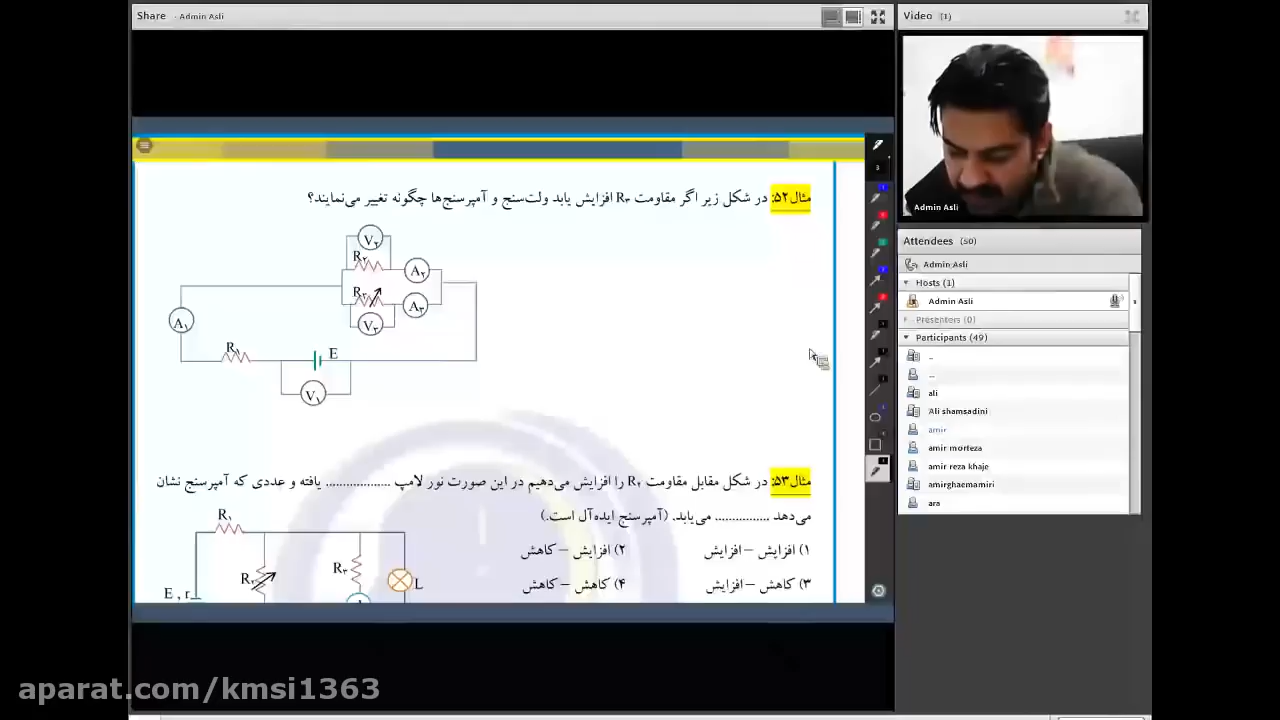 Share - Admin Asli
مثال۵۲: در شکل زیر اگر مقاومت R۳ افزایش یابد ولت‌سنج و آمپرسنج‌ها چگونه تغییر می‌نمایند؟
V۲
R۲
A۲
R۳
A۳
V۳
A۱
R۱
E
V۱
مثال۵۳: در شکل مقابل مقاومت R۲ را افزایش می‌دهیم در این صورت نور لامپ .................. یافته و عددی که آمپرسنج نشان
می‌دهد ............... می‌یابد. (آمپرسنج ایده‌آل است.)
۱) افزایش – افزایش
۲) افزایش – کاهش
۳) کاهش – افزایش
۴) کاهش – کاهش
R۱
R۲
R۳
L
E , r
3
Video (1)
Admin Asli
Attendees (50)
Admin Asli
Hosts (1)
Admin Asli
Presenters (0)
Participants (49)
..
...
ali
Ali shamsadini
amir
amir morteza
amir reza khaje
amirghaemamiri
ara
aparat.com/kmsi1363